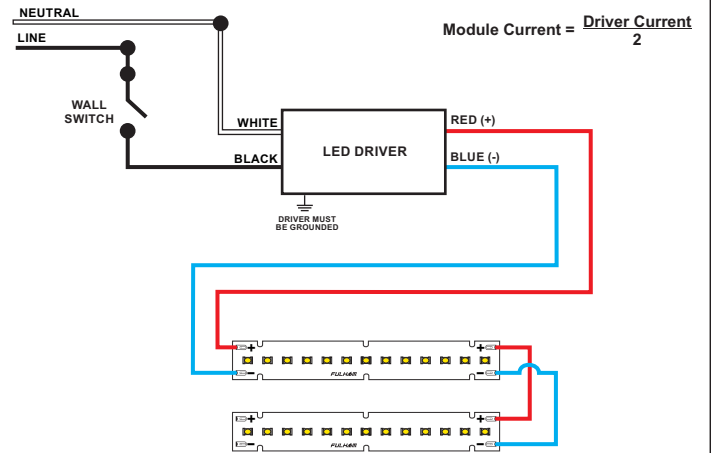 NEUTRAL
LINE
Module Current = Driver Current
2
WALL
SWITCH
WHITE
BLACK
LED DRIVER
RED (+)
BLUE (-)
DRIVER MUST
BE GROUNDED
+ +
- -
FULHAM
+ +
- -
FULHAM